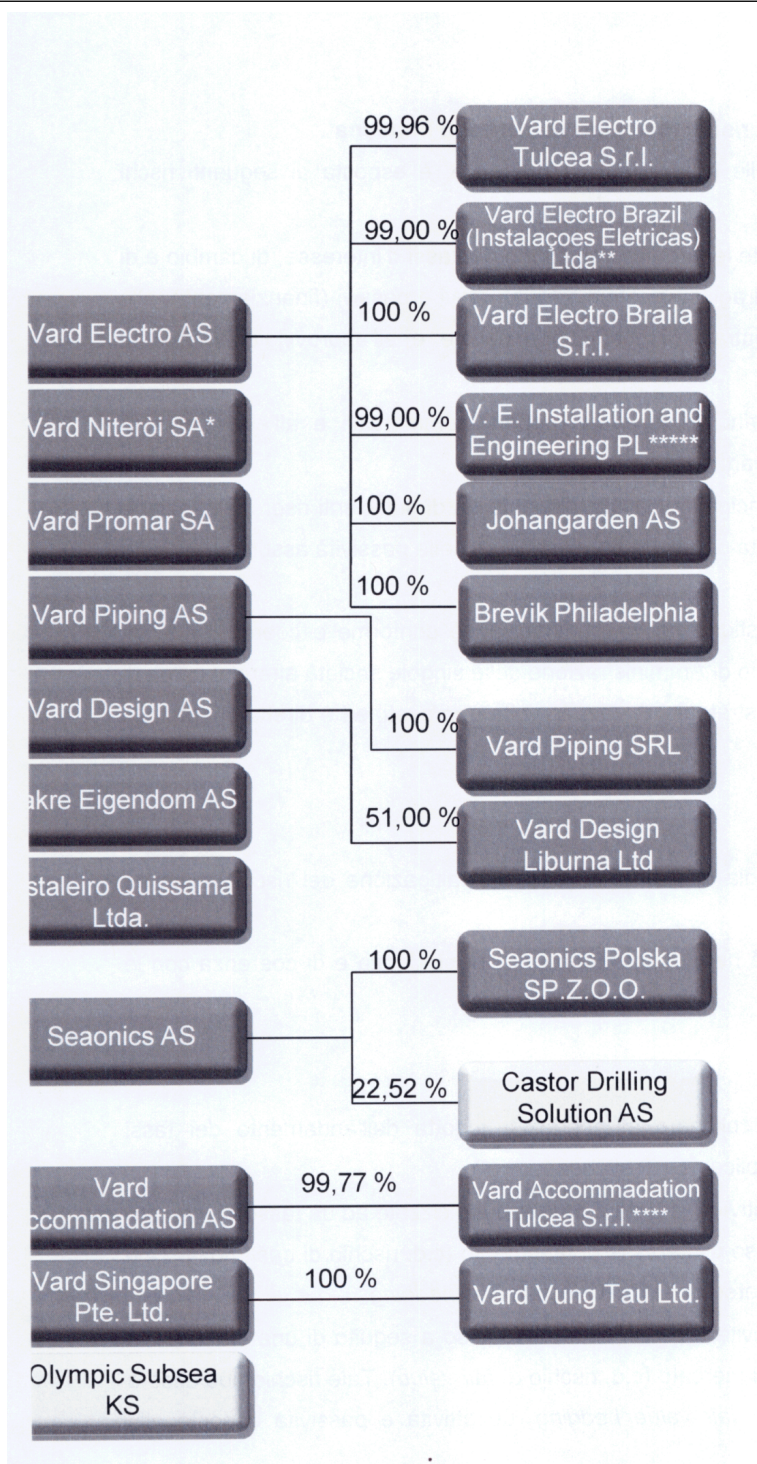 99,96 %
Vard Electro
Tulcea S.r.l.
99,00 %
Vard Electro Brazil
(Instalaçoes Eletricas)
Ltda**
Vard Electro AS
100 %
Vard Electro Braila
S.r.l.
Vard Niteròi SA*
99,00 %
V. E. Installation and
Engineering PL*****
Vard Promar SA
100 %
Johangarden AS
Vard Piping AS
100 %
Brevik Philadelphia
Vard Design AS
100 %
Vard Piping SRL
akre Eigendom AS
51,00 %
Vard Design
Liburna Ltd
staleiro Quissama
Ltda.
100 %
Seaonics Polska
SP.Z.O.O.
Seaonics AS
22,52 %
Castor Drilling
Solution AS
Vard
ccommadation AS
99,77 %
Vard Accommadation
Tulcea S.r.l.****
Vard Singapore
Pte. Ltd.
100 %
Vard Vung Tau Ltd.
Olympic Subsea
KS